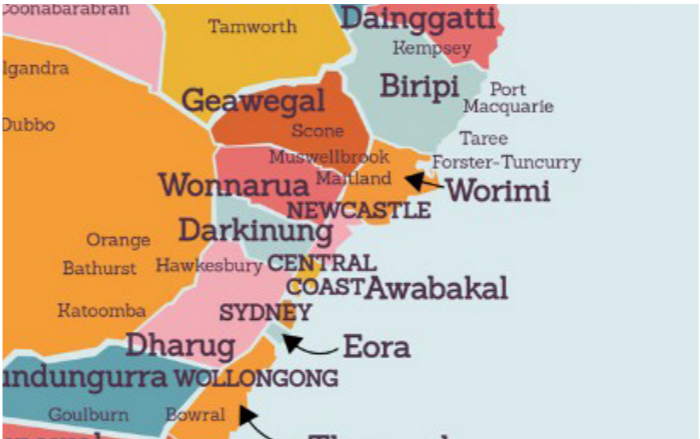 oonabarabran
Dainggatti
Tamworth
Kempsey
lgandra
Biripi
Port
Macquarie
Geawegal
Dubbo
Scone
Taree
Muswellbrook
Forster-Tuncurry
Wonnarua
Maitland
Worimi
NEWCASTLE
Darkinung
Orange
Bathurst
Hawkesbury
CENTRAL
COAST
Awabakal
Katoomba
SYDNEY
Dharug
Eora
undungurra
WOLLONGONG
Goulburn
Bowral